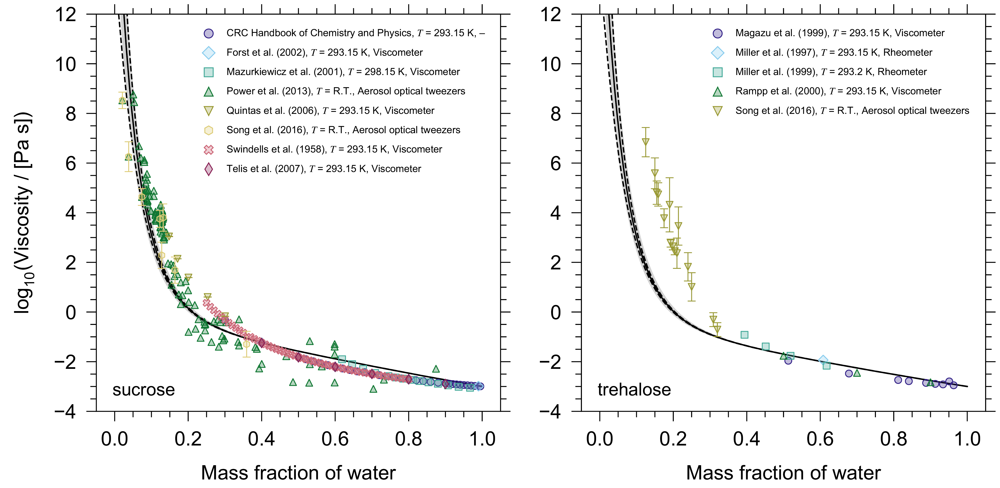 log10(Viscosity / [Pa s])
12
10
8
6
4
2
0
−2
−4
CRC Handbook of Chemistry and Physics, T = 293.15 K, –
Forst et al. (2002), T = 293.15 K, Viscometer
Mazurkiewicz et al. (2001), T = 298.15 K, Viscometer
Power et al. (2013), T = R.T., Aerosol optical tweezers
Quintas et al. (2006), T = 293.15 K, Viscometer
Song et al. (2016), T = R.T., Aerosol optical tweezers
Swindells et al. (1958), T = 293.15 K, Viscometer
Telis et al. (2007), T = 293.15 K, Viscometer
sucrose
0.0 0.2 0.4 0.6 0.8 1.0
Mass fraction of water
12
10
8
6
4
2
0
−2
−4
Magazu et al. (1999), T = 293.15 K, Viscometer
Miller et al. (1997), T = 293.15 K, Rheometer
Miller et al. (1999), T = 293.2 K, Rheometer
Rampp et al. (2000), T = 293.15 K, Viscometer
Song et al. (2016), T = R.T., Aerosol optical tweezers
trehalose
0.0 0.2 0.4 0.6 0.8 1.0
Mass fraction of water